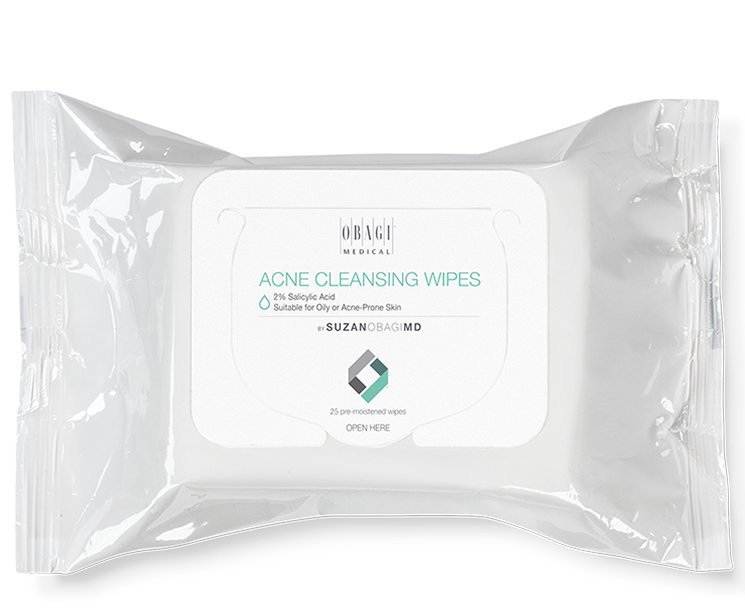 OBAGI
MEDICAL
ACNE CLEANSING WIPES
2% Salicylic Acid
Suitable for Oily or Acne-Prone Skin
BY SUZANOBAGIMD
25 pre-moistened wipes
OPEN HERE